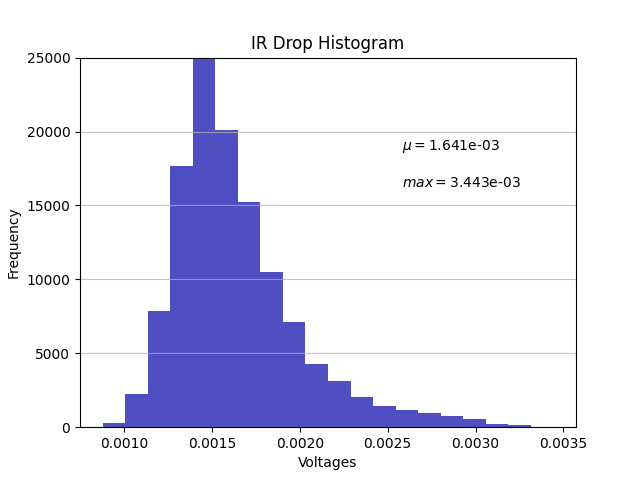 IR Drop Histogram
25000
20000
15000
10000
5000
0
Frequency
μ = 1.641e-03
max = 3.443e-03
0.0010 0.0015 0.0020 0.0025 0.0030 0.0035
Voltages